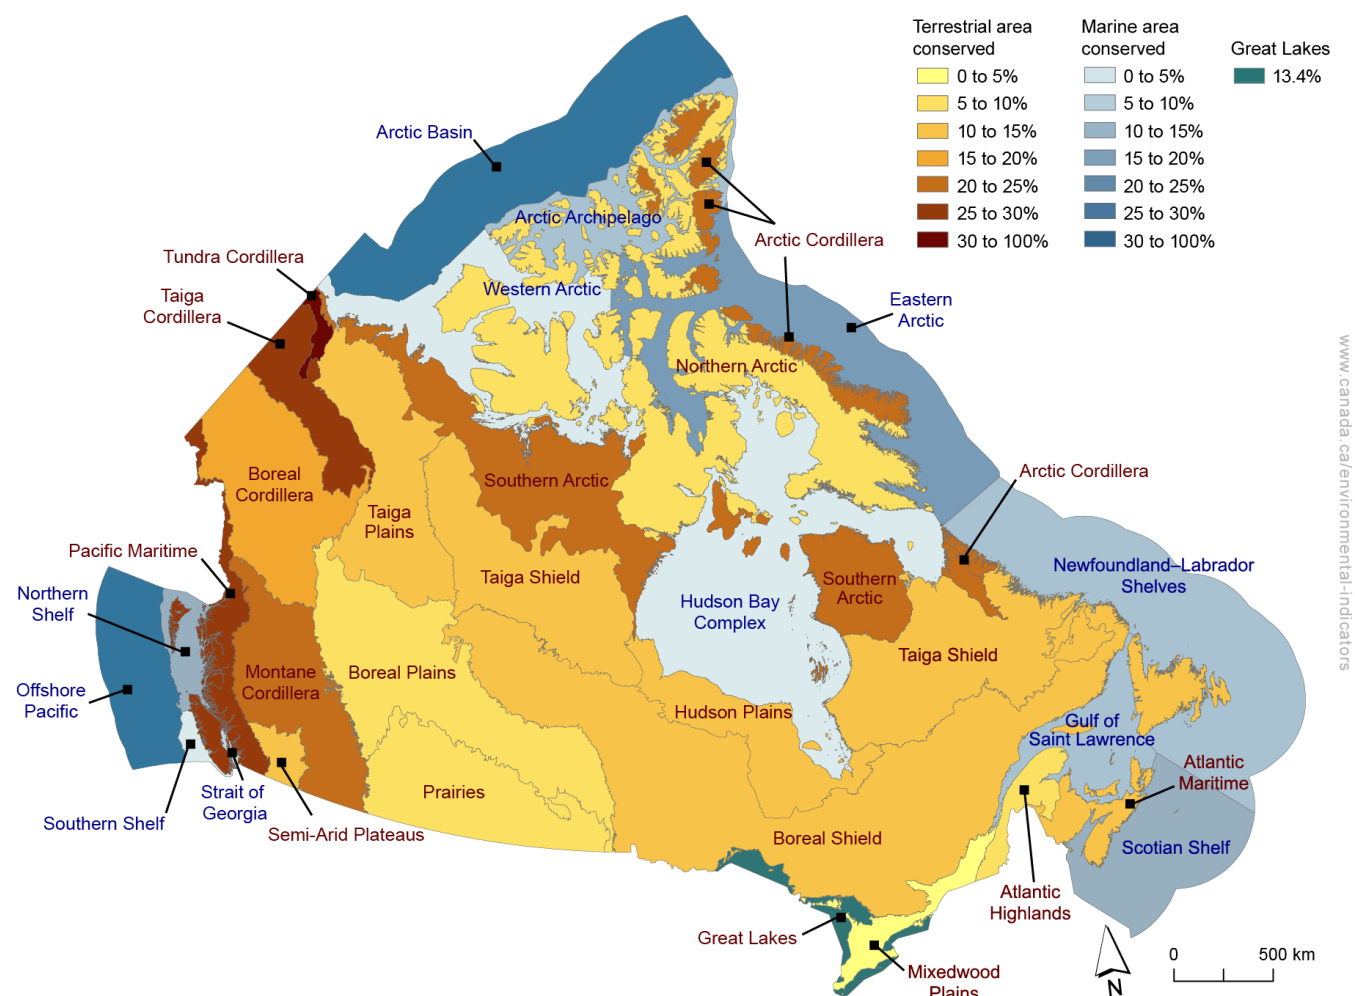 Terrestrial area
conserved
0 to 5%
5 to 10%
10 to 15%
15 to 20%
20 to 25%
25 to 30%
30 to 100%
Marine area
conserved
0 to 5%
5 to 10%
10 to 15%
15 to 20%
20 to 25%
25 to 30%
30 to 100%
Great Lakes
13.4%
Arctic Basin
Arctic Archipelago
Arctic Cordillera
Tundra Cordillera
Taiga
Cordillera
Western Arctic
Eastern
Arctic
Northern Arctic
Boreal
Cordillera
Southern Arctic
Arctic Cordillera
Taiga
Plains
Pacific Maritime
Northern
Shelf
Taiga Shield
Southern
Arctic
Newfoundland–Labrador
Shelves
Hudson Bay
Complex
Offshore
Pacific
Montane
Cordillera
Boreal Plains
Taiga Shield
Hudson Plains
Gulf of
Saint Lawrence
Atlantic
Maritime
Strait of
Georgia
Southern Shelf
Semi-Arid Plateaus
Prairies
Boreal Shield
Scotian Shelf
Atlantic
Highlands
Great Lakes
Mixedwood
Plains
0 500 km
N
www.canada.ca/environmental-indicators